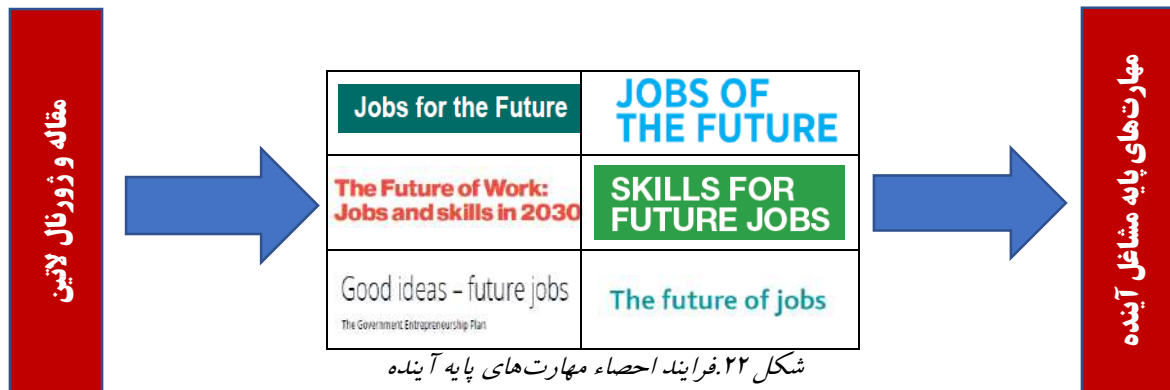 مقاله و ژورنال لاتین
Jobs for the Future
JOBS OF
THE FUTURE
The Future of Work:
Jobs and skills in 2030
SKILLS FOR
FUTURE JOBS
Good ideas – future jobs
The Government Entrepreneurship Plan
The future of jobs
مهارت‌های پایه مشاغل آینده
شکل ۲۲.فرایند احصاء مهارت‌های پایه آینده